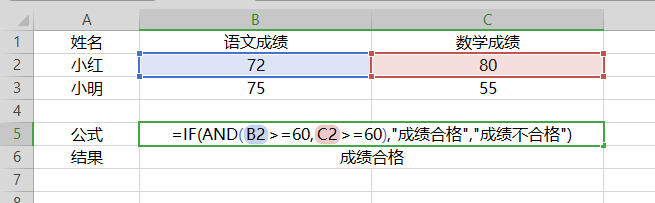 A B C
1 姓名 语文成绩 数学成绩
2 小红 72 80
3 小明 75 55
4
5 公式 =IF(AND(B2>=60,C2>=60),"成绩合格","成绩不合格")
6 结果 成绩合格
7
8